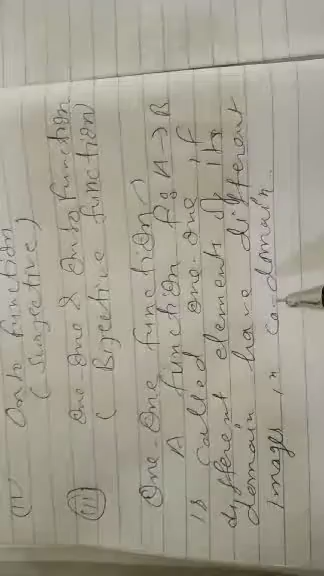 (ii) Onto function
(Surjective)
(iii) One One & Onto function
( Bijective function)
One-One function→
A function f: A→B
is called one-one if
different elements of its
domain have different
images in Co-domain.